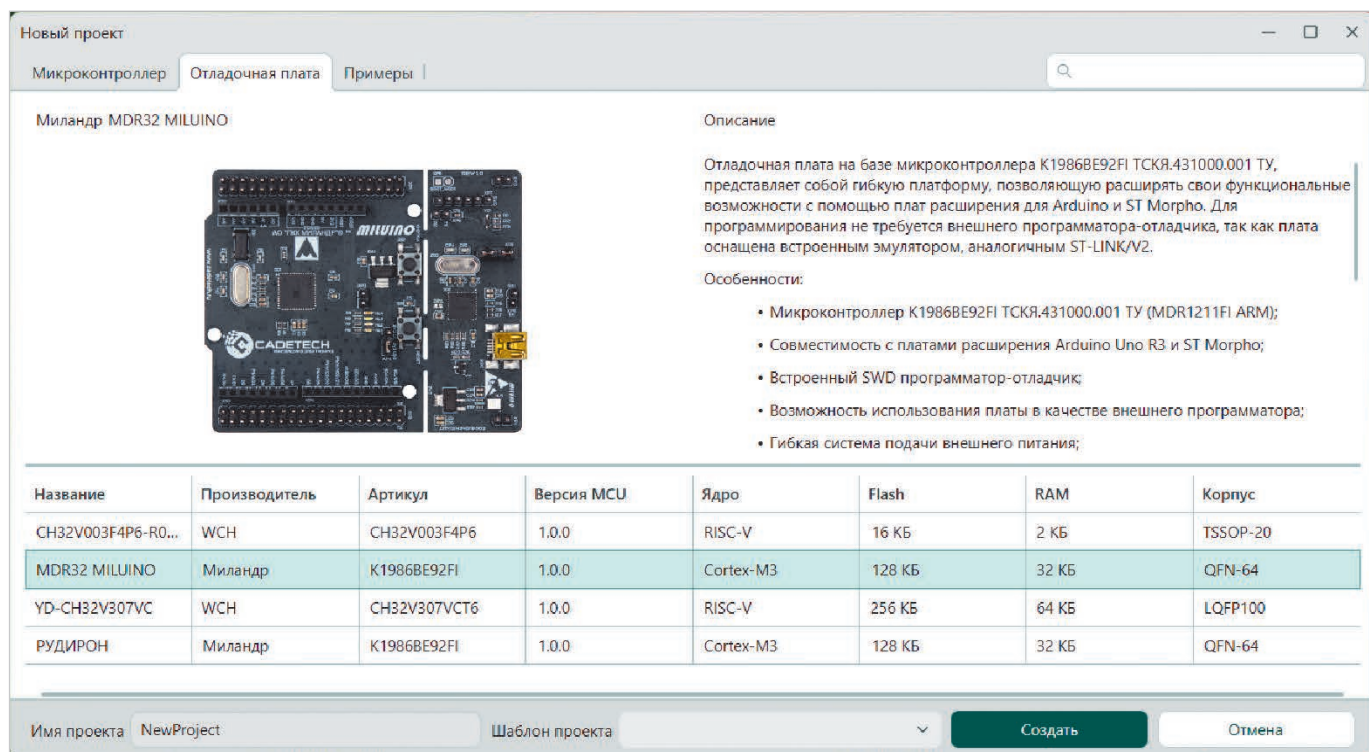 Новый проект
Микроконтроллер Отладочная плата Примеры
Миландр MDR32 MILUINO
Описание
Отладочная плата на базе микроконтроллера K1986BE92FI ТСКЯ.431000.001 ТУ,
представляет собой гибкую платформу, позволяющую расширять свои функциональные
возможности с помощью плат расширения для Arduino и ST Morpho. Для
программирования не требуется внешнего программатора-отладчика, так как плата
оснащена встроенным эмулятором, аналогичным ST-LINK/V2.
Особенности:
• Микроконтроллер K1986BE92FI ТСКЯ.431000.001 ТУ (MDR1211FI ARM);
• Совместимость с платами расширения Arduino Uno R3 и ST Morpho;
• Встроенный SWD программатор-отладчик;
• Возможность использования платы в качестве внешнего программатора;
• Гибкая система подачи внешнего питания;
MILUINO
CADETECH
Название Производитель Артикул Версия MCU Ядро Flash RAM Корпус
CH32V003F4P6-R0... WCH CH32V003F4P6 1.0.0 RISC-V 16 КБ 2 КБ TSSOP-20
MDR32 MILUINO Миландр K1986BE92FI 1.0.0 Cortex-M3 128 КБ 32 КБ QFN-64
YD-CH32V307VC WCH CH32V307VCT6 1.0.0 RISC-V 256 КБ 64 КБ LQFP100
РУДИРОН Миландр K1986BE92FI 1.0.0 Cortex-M3 128 КБ 32 КБ QFN-64
Имя проекта NewProject Шаблон проекта Создать Отмена